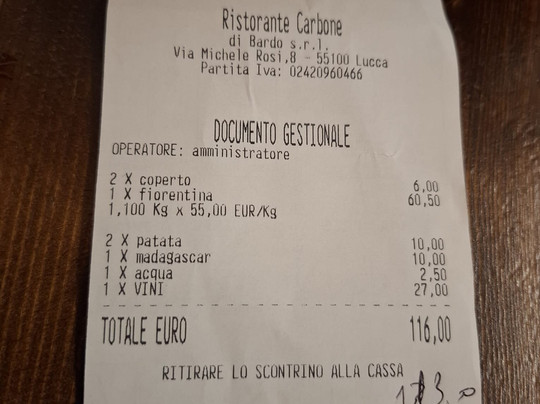 Ristorante Carbone
di Bardo s.r.l.
Via Michele Rosi,8 - 55100 Lucca
Partita Iva: 02420960466
DOCUMENTO GESTIONALE
OPERATORE: amministratore
2 X coperto 6,00
1 X fiorentina 60,50
1,100 Kg x 55,00 EUR/Kg
2 X patata 10,00
1 X madagascar 10,00
1 X acqua 2,50
1 X VINI 27,00
TOTALE EURO 116,00
RITIRARE LO SCONTRINO ALLA CASSA